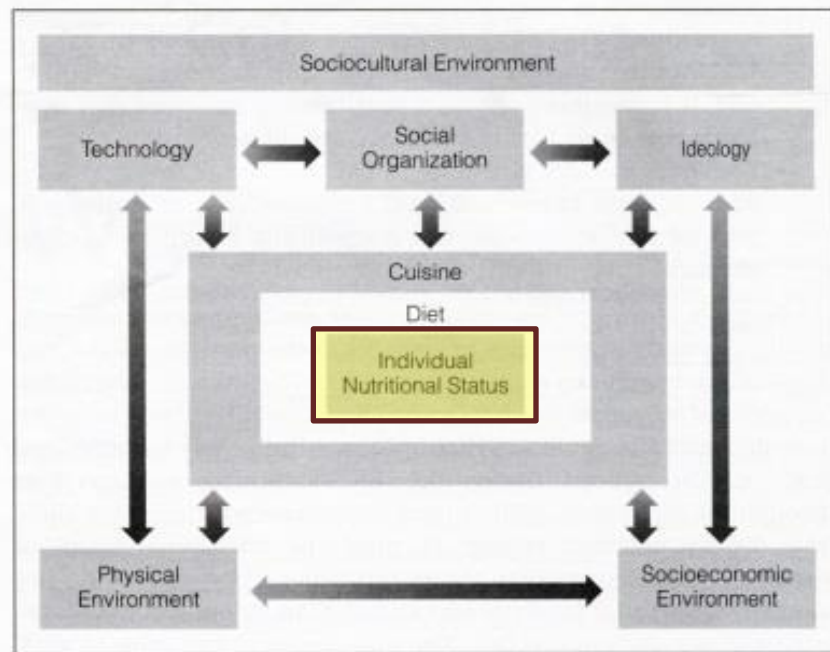 Sociocultural Environment
Technology
Social
Organization
Ideology
Cuisine
Diet
Individual
Nutritional Status
Physical
Environment
Socioeconomic
Environment